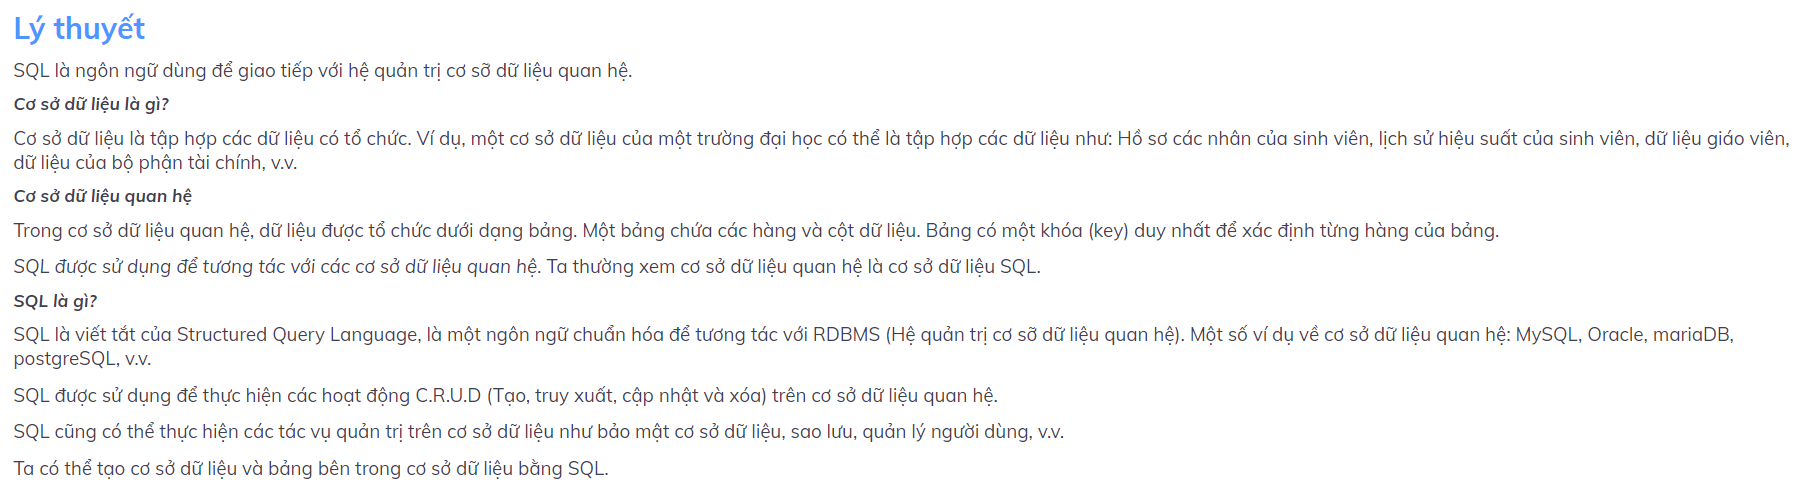 Lý thuyết
SQL là ngôn ngữ dùng để giao tiếp với hệ quản trị cơ sỡ dữ liệu quan hệ.
Cơ sở dữ liệu là gì?
Cơ sở dữ liệu là tập hợp các dữ liệu có tổ chức. Ví dụ, một cơ sở dữ liệu của một trường đại học có thể là tập hợp các dữ liệu như: Hồ sơ các nhân của sinh viên, lịch sử hiệu suất của sinh viên, dữ liệu giáo viên,
dữ liệu của bộ phận tài chính, v.v.
Cơ sở dữ liệu quan hệ
Trong cơ sở dữ liệu quan hệ, dữ liệu được tổ chức dưới dạng bảng. Một bảng chứa các hàng và cột dữ liệu. Bảng có một khóa (key) duy nhất để xác định từng hàng của bảng.
SQL được sử dụng để tương tác với các cơ sở dữ liệu quan hệ. Ta thường xem cơ sở dữ liệu quan hệ là cơ sở dữ liệu SQL.
SQL là gì?
SQL là viết tắt của Structured Query Language, là một ngôn ngữ chuẩn hóa để tương tác với RDBMS (Hệ quản trị cơ sỡ dữ liệu quan hệ). Một số ví dụ về cơ sở dữ liệu quan hệ: MySQL, Oracle, mariaDB,
postgreSQL, v.v.
SQL được sử dụng để thực hiện các hoạt động C.R.U.D (Tạo, truy xuất, cập nhật và xóa) trên cơ sở dữ liệu quan hệ.
SQL cũng có thể thực hiện các tác vụ quản trị trên cơ sở dữ liệu như bảo mật cơ sở dữ liệu, sao lưu, quản lý người dùng, v.v.
Ta có thể tạo cơ sở dữ liệu và bảng bên trong cơ sở dữ liệu bằng SQL.